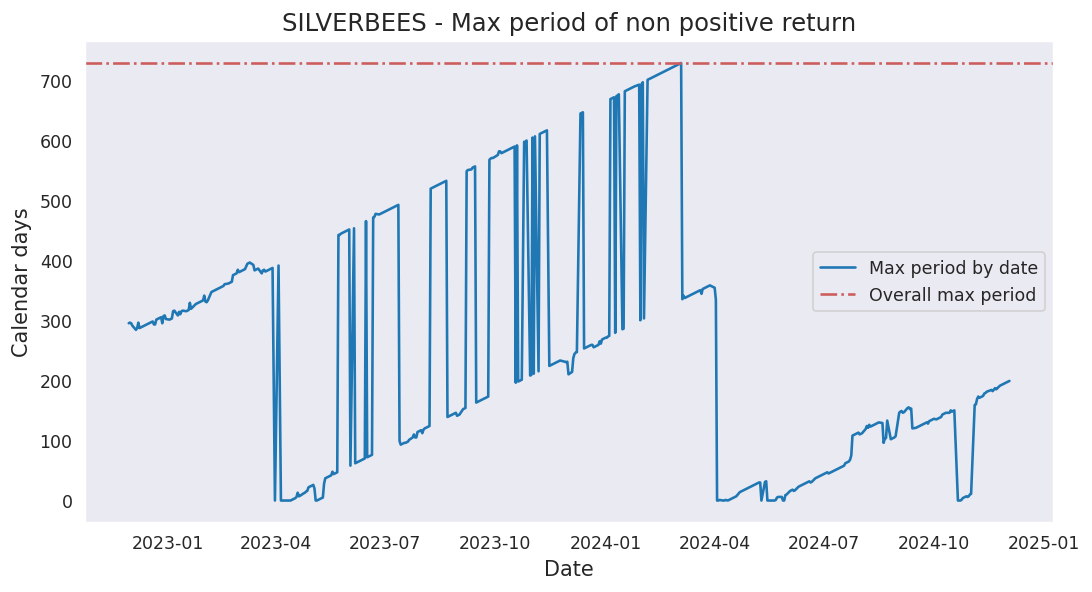 SILVERBEES - Max period of non positive return
Calendar days
700
600
500
400
300
200
100
0
Max period by date
Overall max period
2023-01 2023-04 2023-07 2023-10 2024-01 2024-04 2024-07 2024-10 2025-01
Date